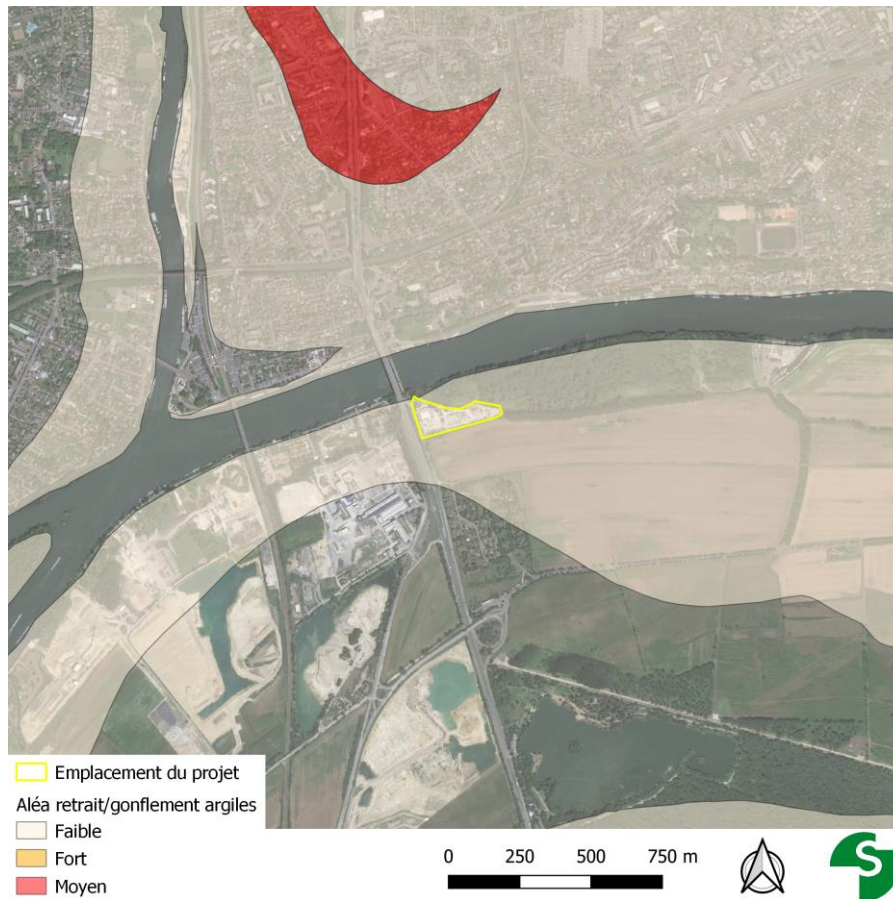 Emplacement du projet
Aléa retrait/gonflement argiles
Faible
Fort
Moyen
0 250 500 750 m
S